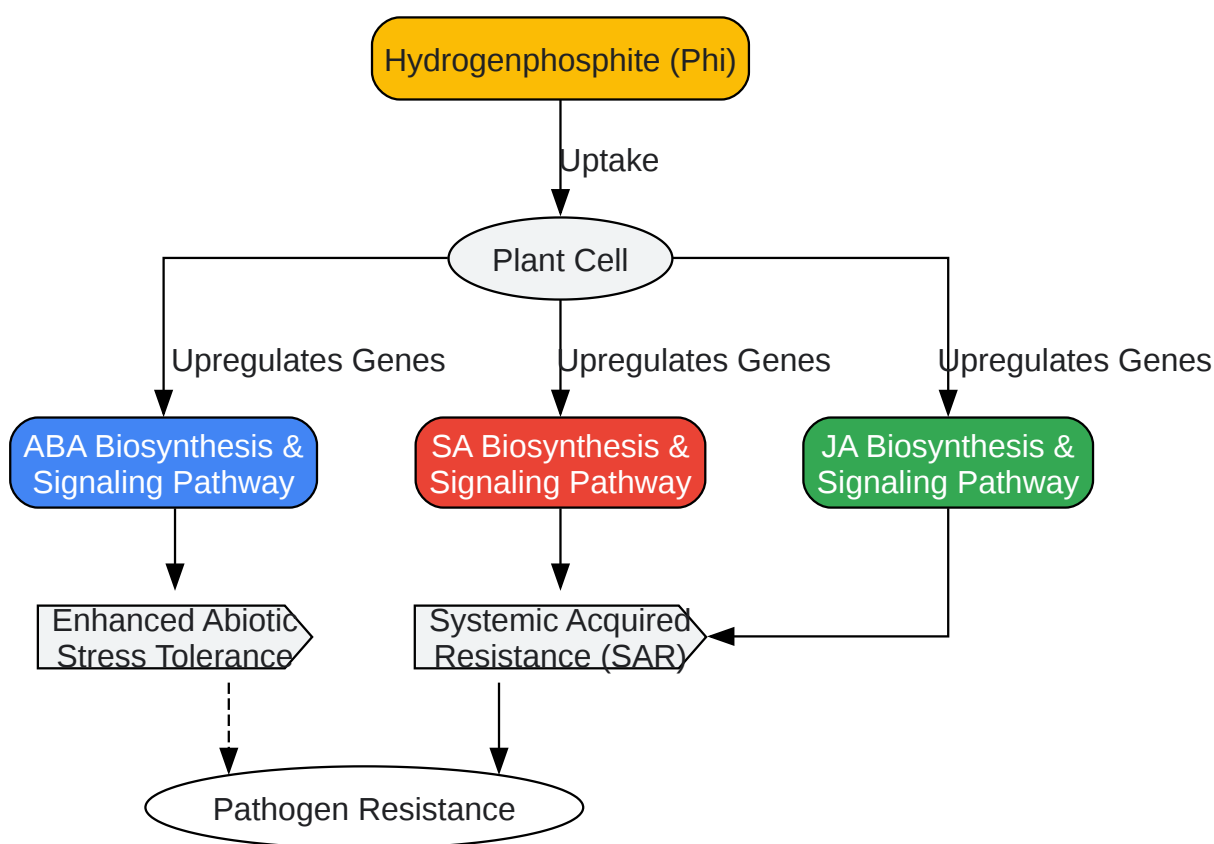 Hydrogenphosphite (Phi)
Uptake
Plant Cell
Upregulates Genes
Upregulates Genes
Upregulates Genes
ABA Biosynthesis &
Signaling Pathway
SA Biosynthesis &
Signaling Pathway
JA Biosynthesis &
Signaling Pathway
Enhanced Abiotic
Stress Tolerance
Systemic Acquired
Resistance (SAR)
Pathogen Resistance